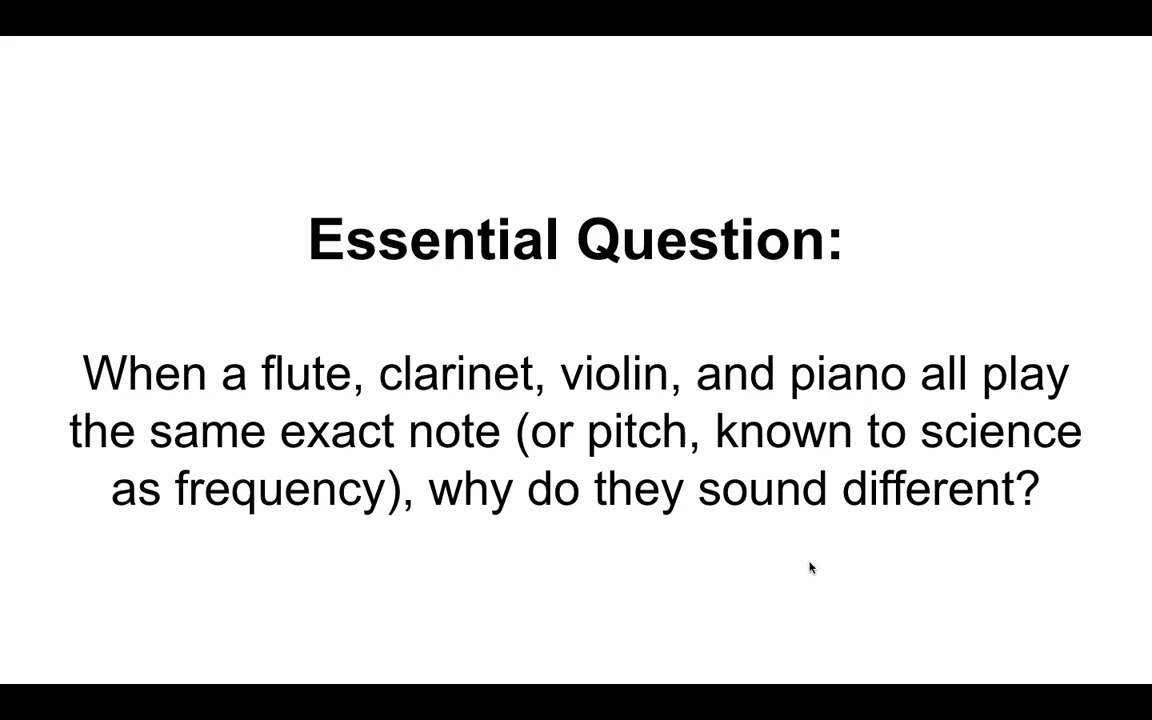 Essential Question:
When a flute, clarinet, violin, and piano all play
the same exact note (or pitch, known to science
as frequency), why do they sound different?